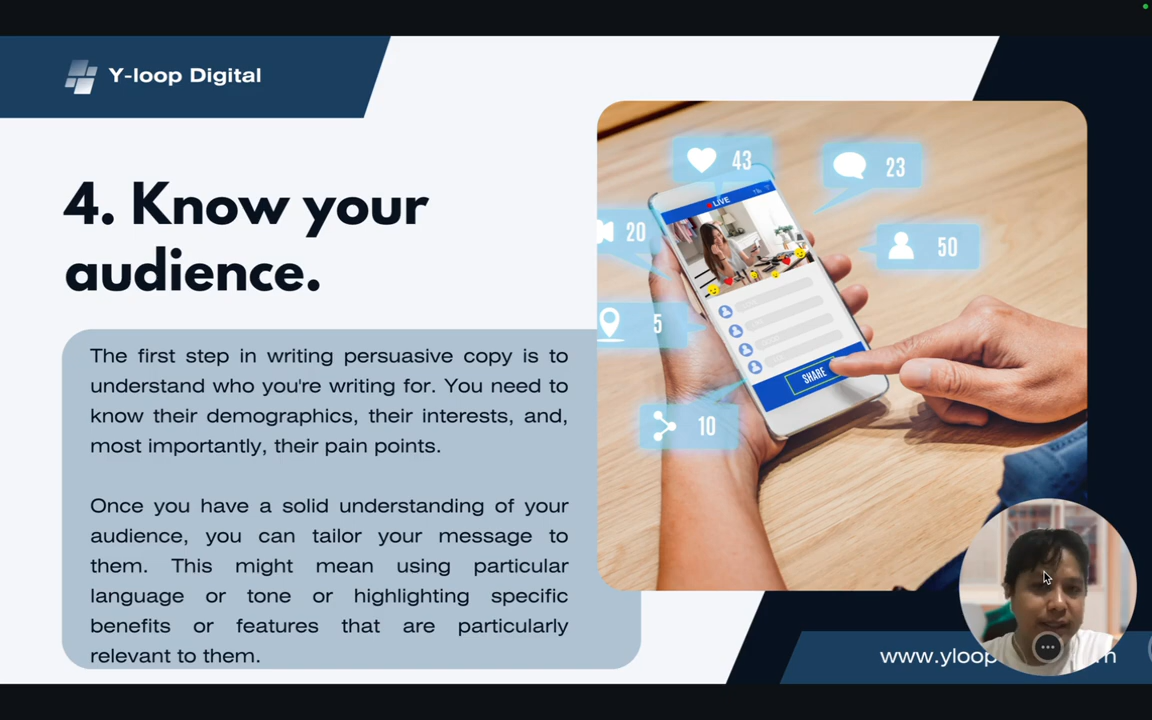 Y-loop Digital
4. Know your
audience.
The first step in writing persuasive copy is to
understand who you're writing for. You need to
know their demographics, their interests, and,
most importantly, their pain points.
Once you have a solid understanding of your
audience, you can tailor your message to
them. This might mean using particular
language or tone or highlighting specific
benefits or features that are particularly
relevant to them.
43
23
LIVE
20
50
5
SHARE
10